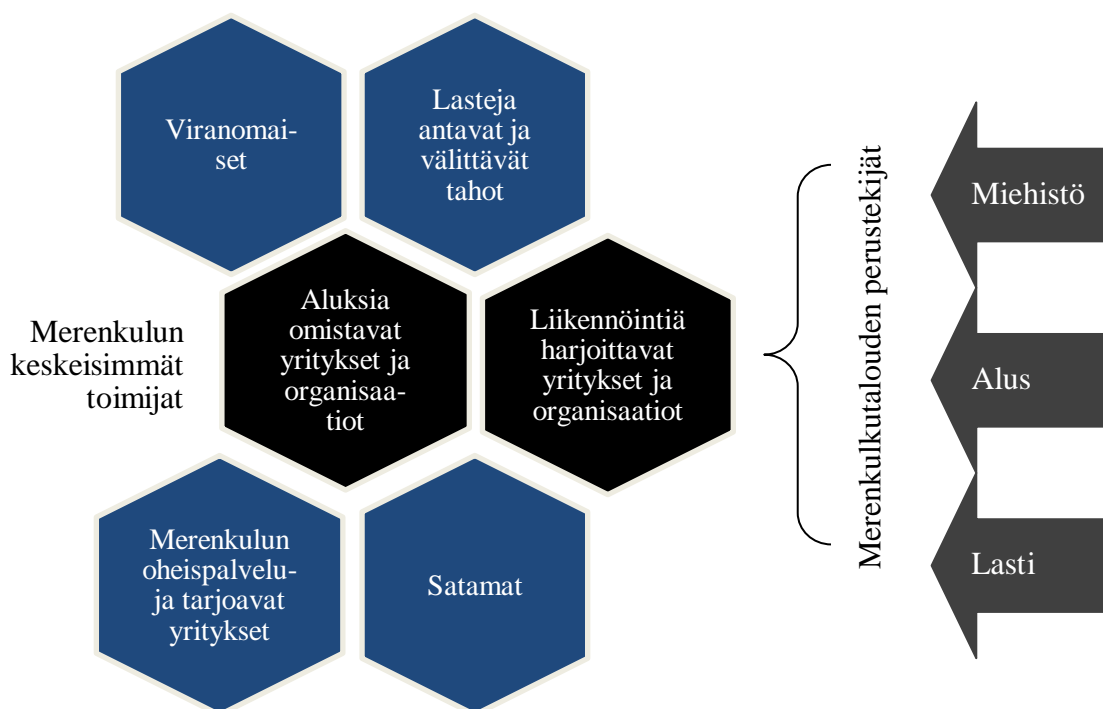 Viranomai-
set
Lasteja
antavat ja
välittävät
tahot
Merenkulun
keskeisimmät
toimijat
Aluksia
omistavat
yritykset ja
organisaa-
tiot
Liikennöintiä
harjoittavat
yritykset ja
organisaatiot
Merenkulun
oheispalvelu-
ja tarjoavat
yritykset
Satamat
Merenkulkutalouden perustekijät
Miehistö
Alus
Lasti